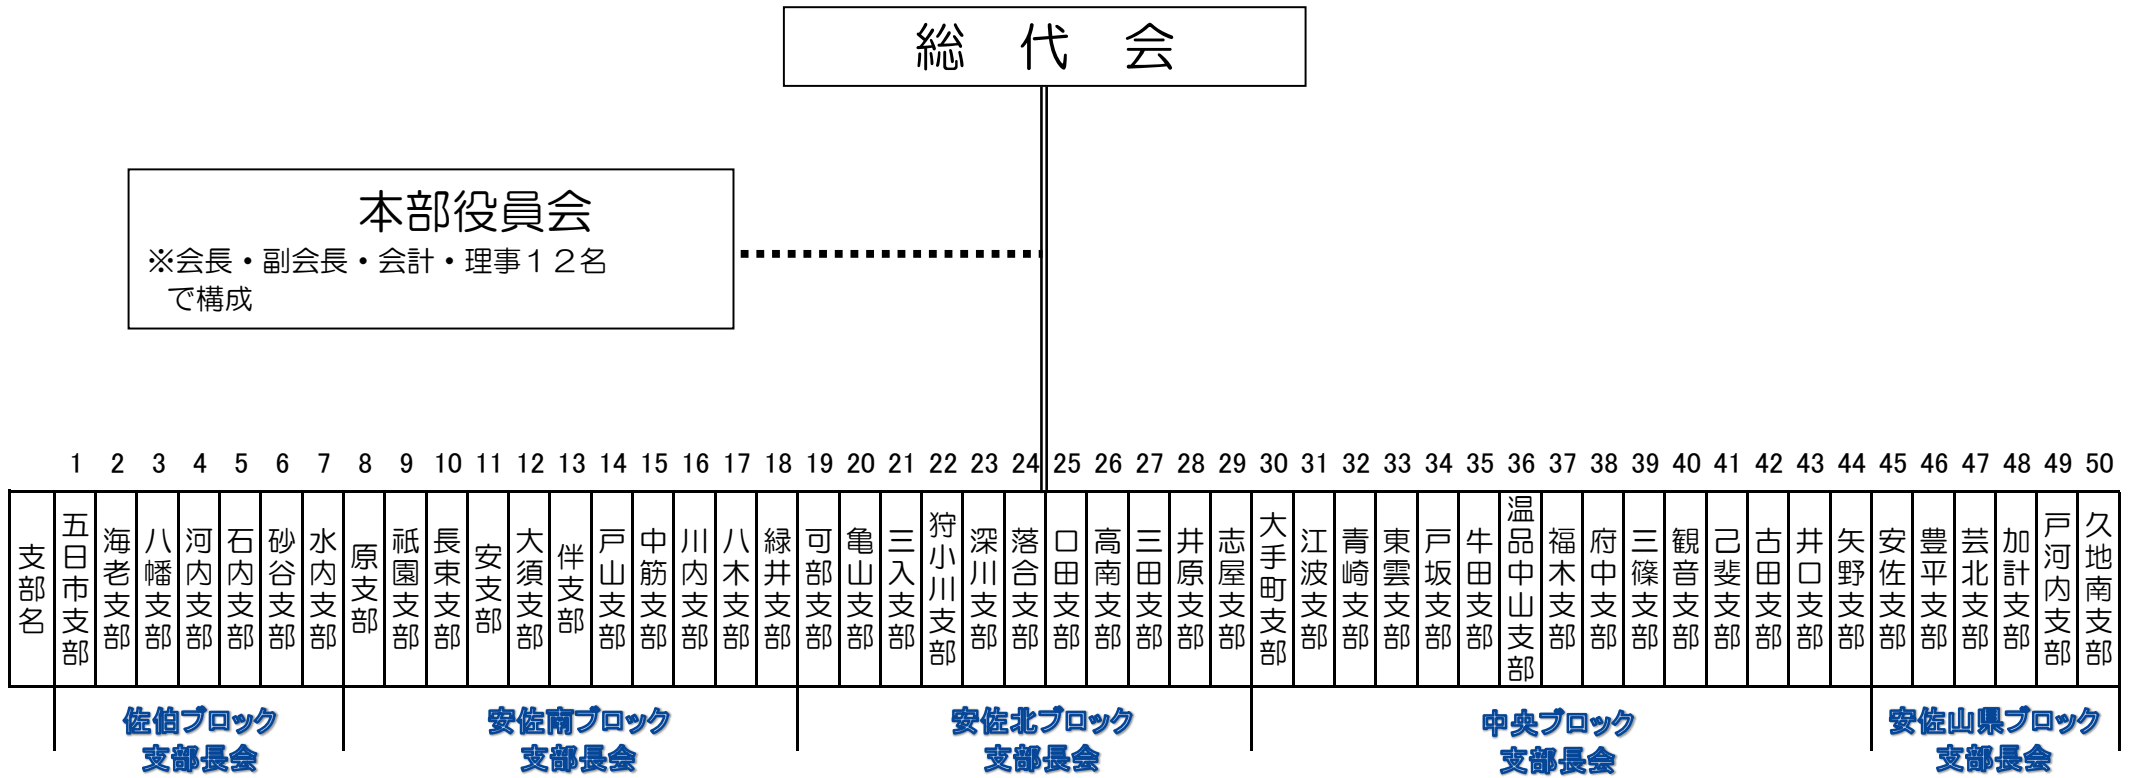 総　代　会
本部役員会
※会長・副会長・会計・理事１２名
で構成
1 2 3 4 5 6 7 8 9 10 11 12 13 14 15 16 17 18 19 20 21 22 23 24 25 26 27 28 29 30 31 32 33 34 35 36 37 38 39 40 41 42 43 44 45 46 47 48 49 50
支部名
五日市支部
海老支部
八幡支部
河内支部
石内支部
砂谷支部
水内支部
原支部
祇園支部
長束支部
安支部
大須支部
伴支部
戸山支部
中筋支部
川内支部
八木支部
緑井支部
可部支部
亀山支部
三入支部
狩小川支部
深川支部
落合支部
口田支部
高南支部
三田支部
井原支部
志屋支部
大手町支部
江波支部
青崎支部
東雲支部
戸坂支部
牛田支部
温品中山支部
福木支部
府中支部
三篠支部
観音支部
己斐支部
古田支部
井口支部
矢野支部
安佐支部
豊平支部
芸北支部
加計支部
戸河内支部
久地南支部
佐伯ブロック
支部長会
安佐南ブロック
支部長会
安佐北ブロック
支部長会
中央ブロック
支部長会
安佐山県ブロック
支部長会